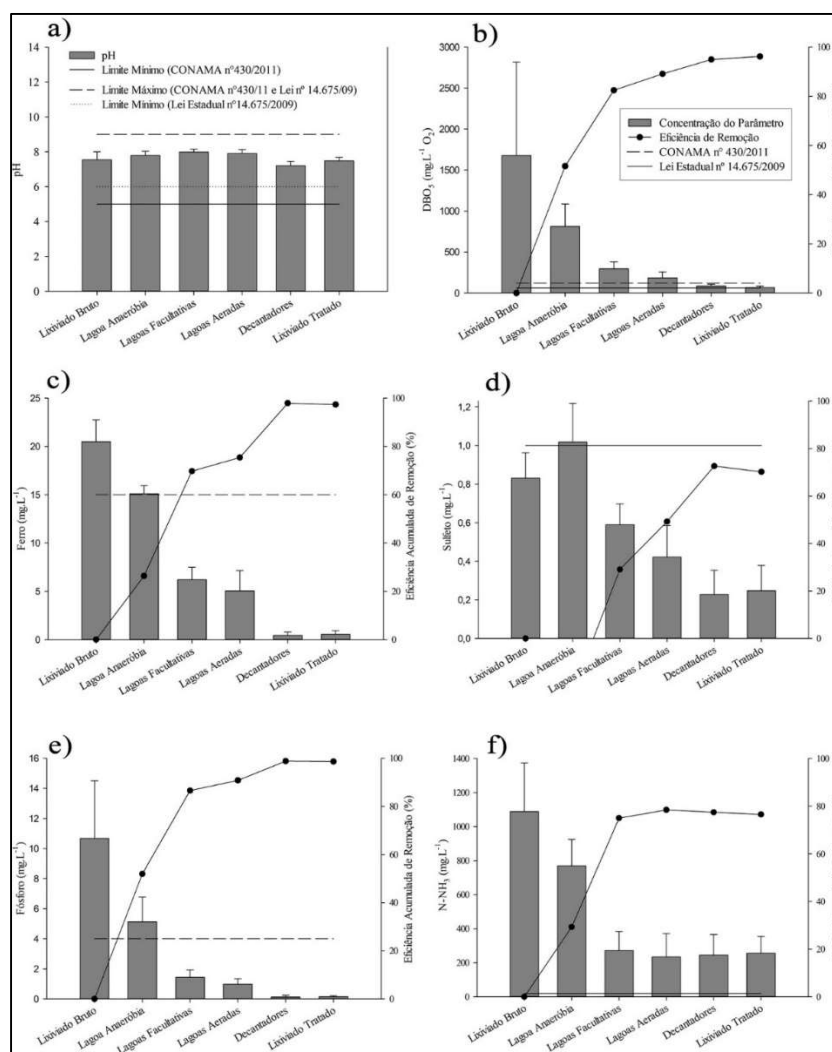 a)
14
12
10
8
6
4
2
0
pH
pH
Limite Mínimo (CONAMA n°430/2011)
Limite Máximo (CONAMA n°430/11 e Lei nº 14.675/09)
Limite Mínimo (Lei Estadual nº14.675/2009)
Lixiviado Bruto
Lagoa Anaeróbia
Lagoas Facultativas
Lagoas Aeradas
Decantadores
Lixiviado Tratado
b)
3000
2500
2000
1500
1000
500
0
DBO₅ (mg.L⁻¹ O₂)
Concentração do Parâmetro
Eficiência de Remoção
CONAMA n° 430/2011
Lei Estadual nº 14.675/2009
100
80
60
40
20
0
Lixiviado Bruto
Lagoa Anaeróbia
Lagoas Facultativas
Lagoas Aeradas
Decantadores
Lixiviado Tratado
c)
25
20
15
10
5
0
Ferro (mg.L⁻¹)
100
80
60
40
20
0
Eficiência Acumulada de Remoção (%)
Lixiviado Bruto
Lagoa Anaeróbia
Lagoas Facultativas
Lagoas Aeradas
Decantadores
Lixiviado Tratado
d)
1,2
1,0
0,8
0,6
0,4
0,2
0,0
Sulfeto (mg.L⁻¹)
100
80
60
40
20
0
Lixiviado Bruto
Lagoa Anaeróbia
Lagoas Facultativas
Lagoas Aeradas
Decantadores
Lixiviado Tratado
e)
16
14
12
10
8
6
4
2
0
Fósforo (mg.L⁻¹)
100
80
60
40
20
0
Eficiência Acumulada de Remoção (%)
Lixiviado Bruto
Lagoa Anaeróbia
Lagoas Facultativas
Lagoas Aeradas
Decantadores
Lixiviado Tratado
f)
1400
1200
1000
800
600
400
200
0
N-NH₃ (mg.L⁻¹)
100
80
60
40
20
0
Lixiviado Bruto
Lagoa Anaeróbia
Lagoas Facultativas
Lagoas Aeradas
Decantadores
Lixiviado Tratado